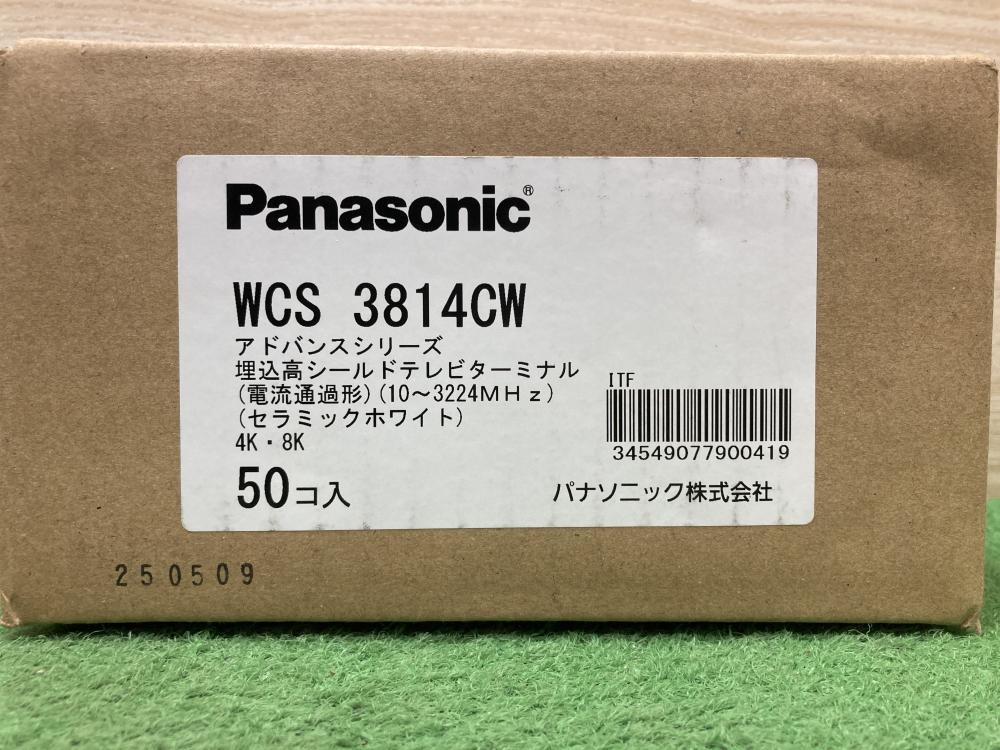 Panasonic®
WCS 3814CW
アドバンスシリーズ
埋込高シールドテレビターミナル
(電流通過形)(10～3224MHz)
(セラミックホワイト)
4K・8K
50コ入
ITF
34549077900419
パナソニック株式会社
250509